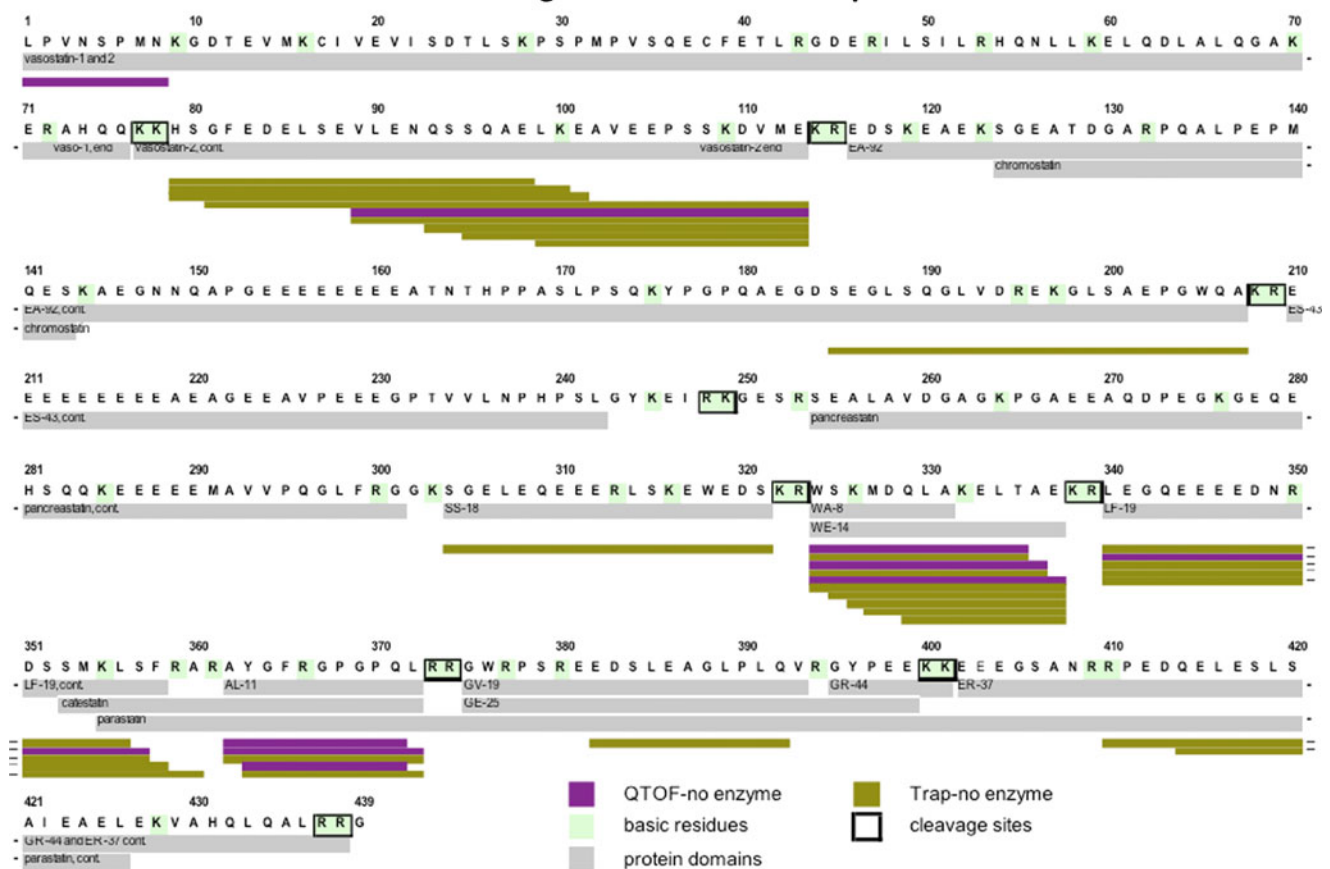 1 10 20 30 40 50 60 70
L P V N S P M N K G D T E V M K C I V E V I S D T L S K P S P M P V S Q E C F E T L R G D E R I L S I L R H Q N L L K E L Q D L A L Q G A K
vasostatin-1 and 2
71 80 90 100 110 120 130 140
E R A H Q Q K K H S G F E D E L S E V L E N Q S S Q A E L K E A V E E P S S K D V M E K R E D S K E A E K S G E A T D G A R P Q A L P E P M
vaso-1, end vasostatin-2, cont. vasostatin-2 end EA-92
chromostatin
141 150 160 170 180 190 200 210
Q E S K A E G N N Q A P G E E E E E E E E A T N T H P P A S L P S Q K Y P G P Q A E G D S E G L S Q G L V D R E K G L S A E P G W Q A K R E
EA-92, cont. ES-43
chromostatin
211 220 230 240 250 260 270 280
E E E E E E E E A E A G E E A V P E E E G P T V V L N P H P S L G Y K E I R K G E S R S E A L A V D G A G K P G A E E A Q D P E G K G E Q E
ES-43, cont. pancreastatin
281 290 300 310 320 330 340 350
H S Q Q K E E E E E M A V V P Q G L F R G G K S G E L E Q E E E R L S K E W E D S K R W S K M D Q L A K E L T A E K R L E G Q E E E E D N R
pancreastatin, cont. SS-18 WA-8 LF-19
WE-14
351 360 370 380 390 400 410 420
D S S M K L S F R A R A Y G F R G P G P Q L R R G W R P S R E E D S L E A G L P L Q V R G Y P E E K K E E E G S A N R R P E D Q E L E S L S
LF-19, cont. AL-11 GV-19 GR-44 ER-37
catestatin GE-25
parastatin
421 430 439
A I E A E L E K V A H Q L Q A L R R G
GR-44 and ER-37 cont.
parastatin, cont.
QTOF-no enzyme Trap-no enzyme
basic residues cleavage sites
protein domains